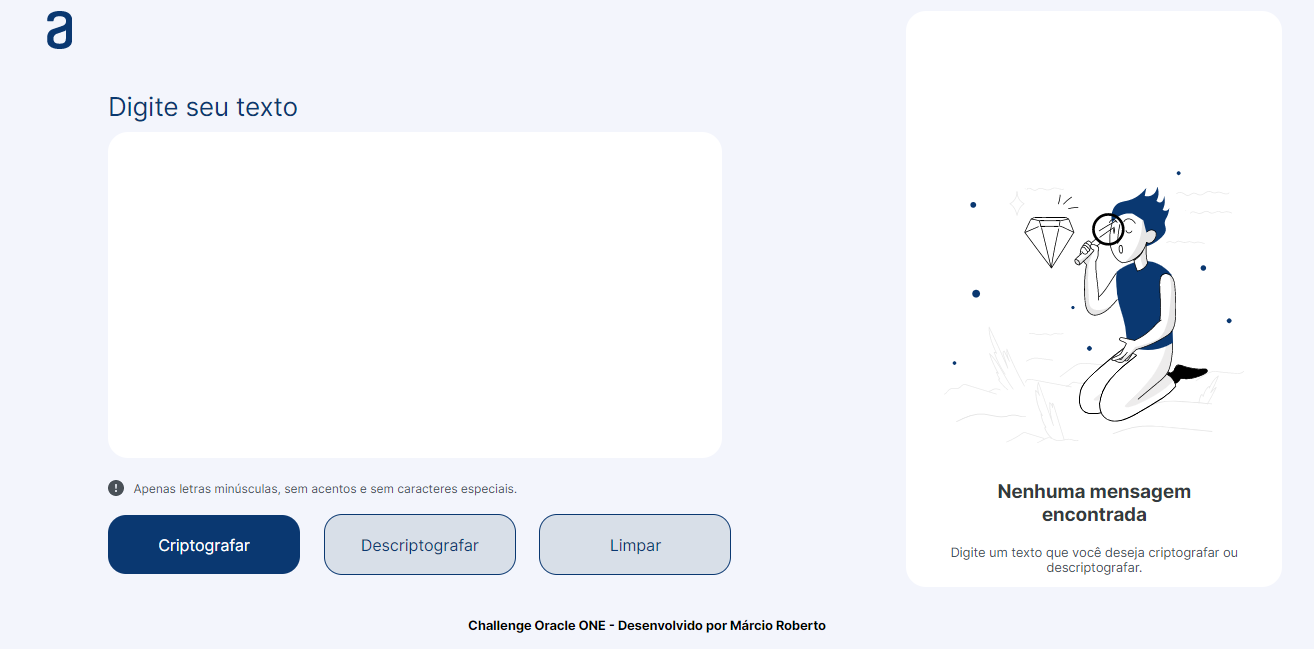 a
Digite seu texto
Apenas letras minúsculas, sem acentos e sem caracteres especiais.
Criptografar
Descriptografar
Limpar
Nenhuma mensagem
encontrada
Digite um texto que você deseja criptografar ou
descriptografar.
Challenge Oracle ONE - Desenvolvido por Márcio Roberto